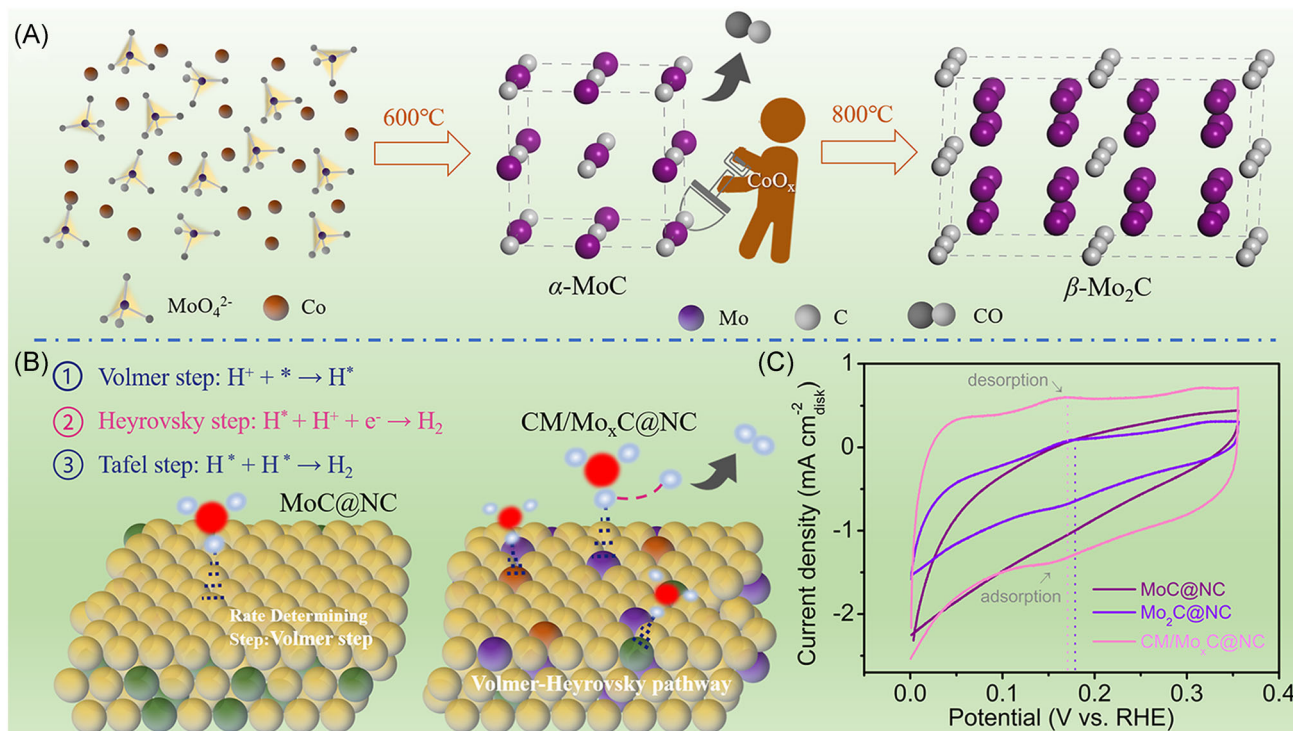 (A)
600℃
CoOₓ
800℃
α-MoC
β-Mo₂C
MoO₄²⁻
Co
Mo
C
CO
(B)
① Volmer step: H⁺ + * → H*
② Heyrovsky step: H* + H⁺ + e⁻ → H₂
③ Tafel step: H* + H* → H₂
MoC@NC
CM/MoₓC@NC
Rate Determining
Step: Volmer step
Volmer-Heyrovsky pathway
(C)
Current density (mA cm⁻²disk)
1
0
-1
-2
desorption
adsorption
MoC@NC
Mo₂C@NC
CM/MoₓC@NC
0.0
0.1
0.2
0.3
0.4
Potential (V vs. RHE)